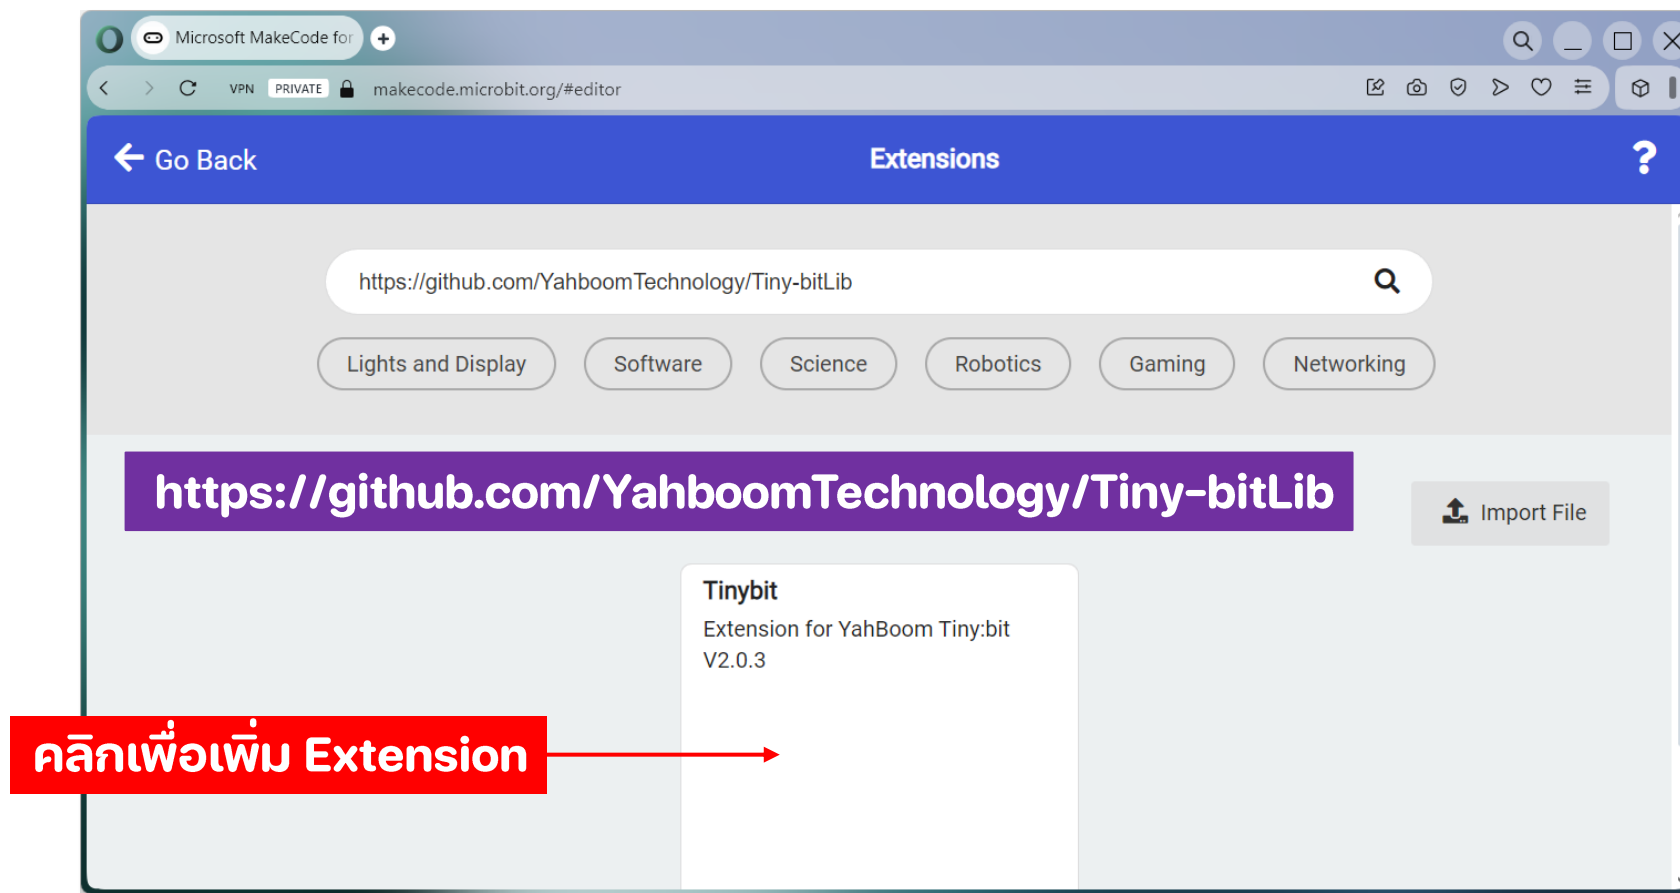 Microsoft MakeCode for
VPN PRIVATE makecode.microbit.org/#editor
Go Back
Extensions
?
https://github.com/YahboomTechnology/Tiny-bitLib
Lights and Display
Software
Science
Robotics
Gaming
Networking
https://github.com/YahboomTechnology/Tiny-bitLib
Import File
Tinybit
Extension for YahBoom Tiny:bit
V2.0.3
คลิกเพื่อเพิ่ม Extension